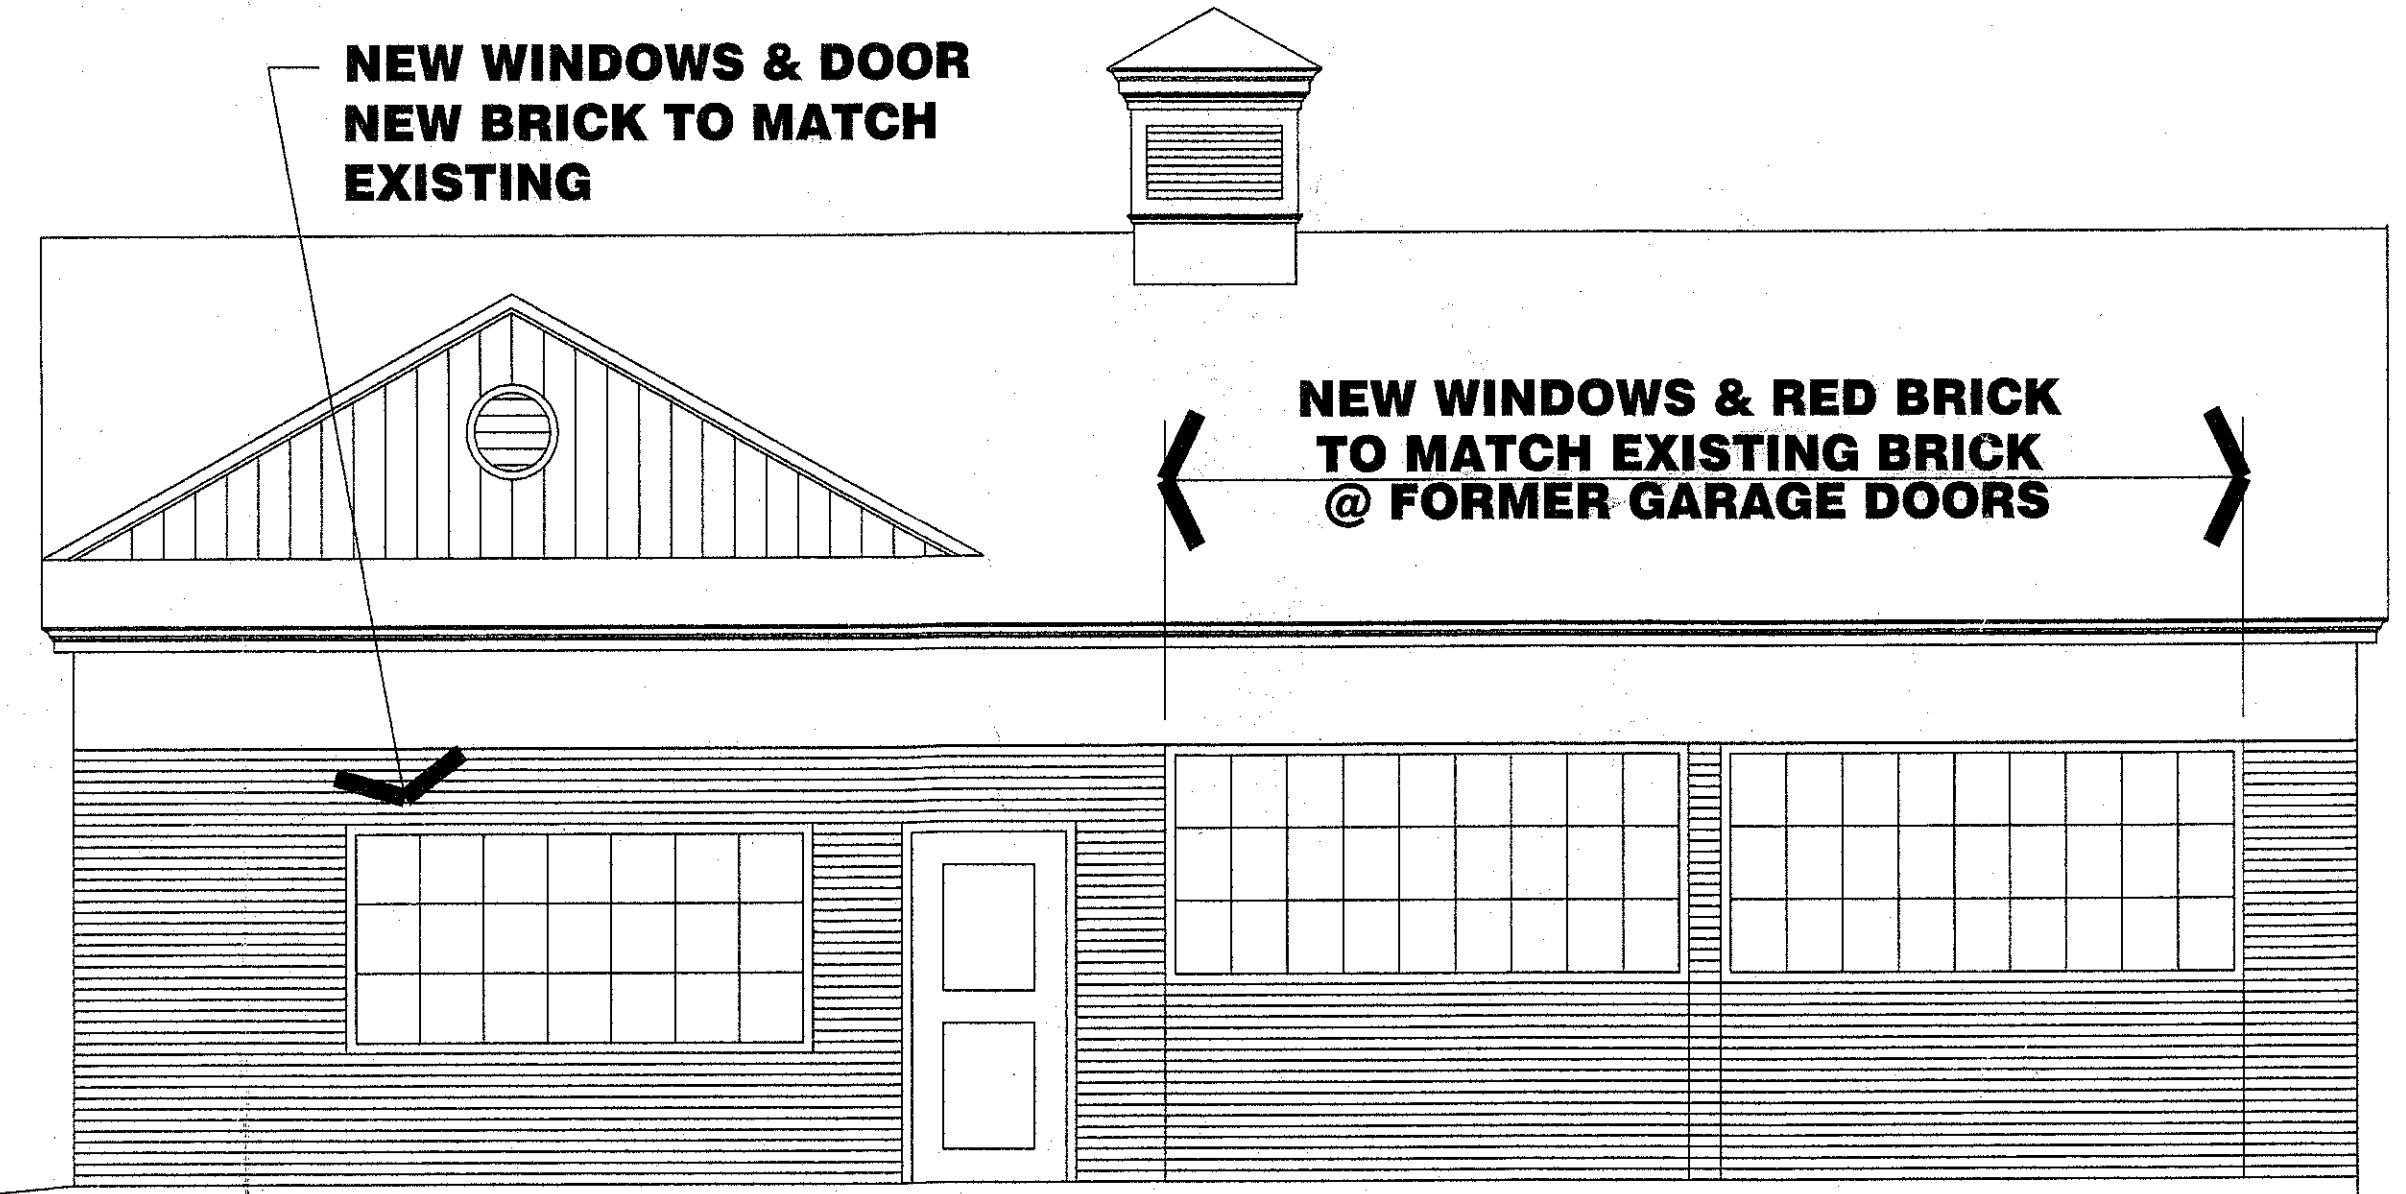 NEW WINDOWS & DOOR
NEW BRICK TO MATCH
EXISTING
NEW WINDOWS & RED BRICK
TO MATCH EXISTING BRICK
@ FORMER GARAGE DOORS